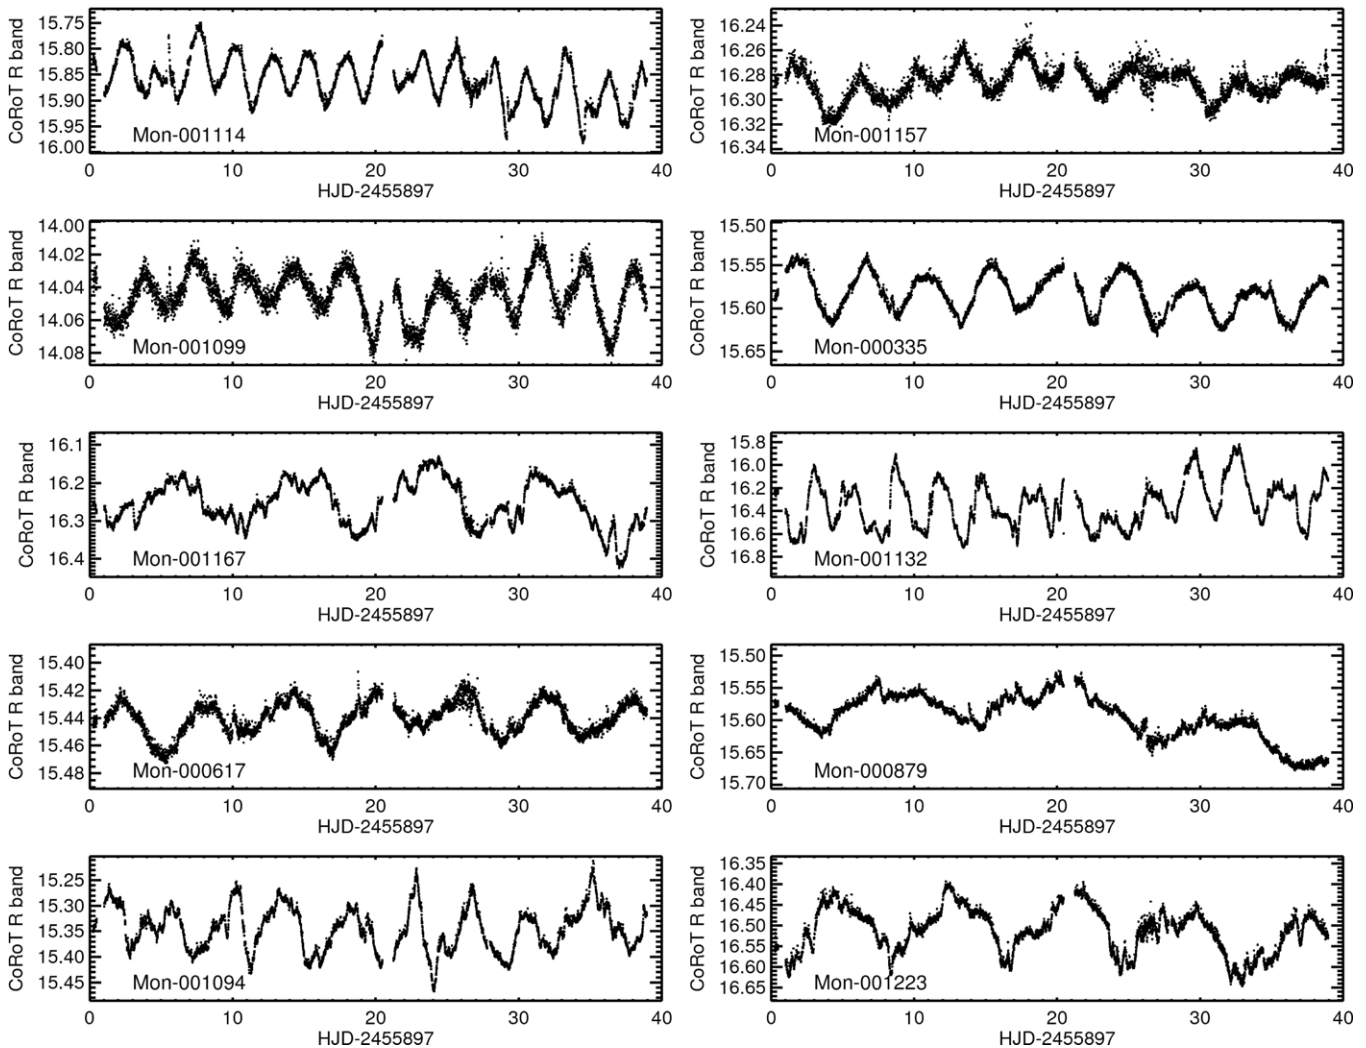 CoRoT R band
15.75
15.80
15.85
15.90
15.95
16.00
Mon-001114
0 10 20 30 40
HJD-2455897
CoRoT R band
16.24
16.26
16.28
16.30
16.32
16.34
Mon-001157
0 10 20 30 40
HJD-2455897
CoRoT R band
14.00
14.02
14.04
14.06
14.08
Mon-001099
0 10 20 30 40
HJD-2455897
CoRoT R band
15.50
15.55
15.60
15.65
Mon-000335
0 10 20 30 40
HJD-2455897
CoRoT R band
16.1
16.2
16.3
16.4
Mon-001167
0 10 20 30 40
HJD-2455897
CoRoT R band
15.8
16.0
16.2
16.4
16.6
16.8
Mon-001132
0 10 20 30 40
HJD-2455897
CoRoT R band
15.40
15.42
15.44
15.46
15.48
Mon-000617
0 10 20 30 40
HJD-2455897
CoRoT R band
15.50
15.55
15.60
15.65
15.70
Mon-000879
0 10 20 30 40
HJD-2455897
CoRoT R band
15.25
15.30
15.35
15.40
15.45
Mon-001094
0 10 20 30 40
HJD-2455897
CoRoT R band
16.35
16.40
16.45
16.50
16.55
16.60
16.65
Mon-001223
0 10 20 30 40
HJD-2455897